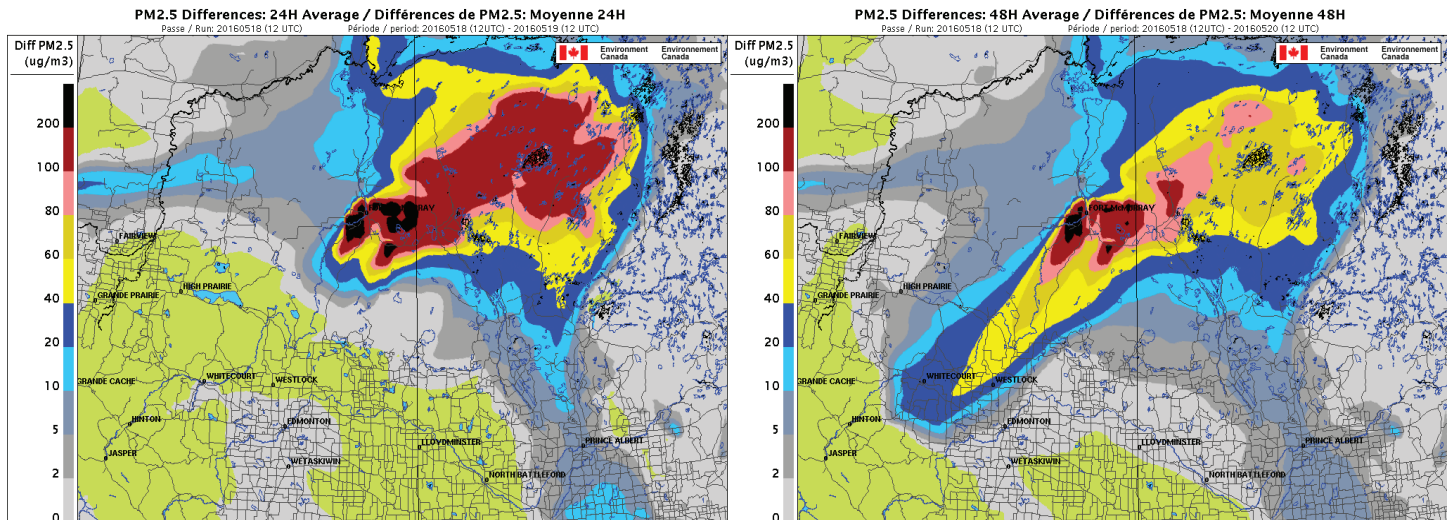 PM2.5 Differences: 24H Average / Différences de PM2.5: Moyenne 24H
Passe / Run: 20160518 (12 UTC) Période / period: 20160518 (12UTC) - 20160519 (12 UTC)
Diff PM2.5
(ug/m3)
Environment
Canada
Environnement
Canada
200
100
80
60
40
20
10
5
2
0
FAIRVIEW
HIGH PRAIRIE
GRANDE PRAIRIE
GRANDE CACHE
WHITECOURT
WESTLOCK
HINTON
EDMONTON
JASPER
LLOYDMINSTER
PRINCE ALBERT
WETASKIWIN
NORTH BATTLEFORD
PM2.5 Differences: 48H Average / Différences de PM2.5: Moyenne 48H
Passe / Run: 20160518 (12 UTC) Période / period: 20160518 (12UTC) - 20160520 (12 UTC)
Diff PM2.5
(ug/m3)
Environment
Canada
Environnement
Canada
200
100
80
60
40
20
10
5
2
0
FORT MCMURRAY
FAIRVIEW
HIGH PRAIRIE
GRANDE PRAIRIE
GRANDE CACHE
WHITECOURT
WESTLOCK
HINTON
EDMONTON
JASPER
LLOYDMINSTER
PRINCE ALBERT
WETASKIWIN
NORTH BATTLEFORD